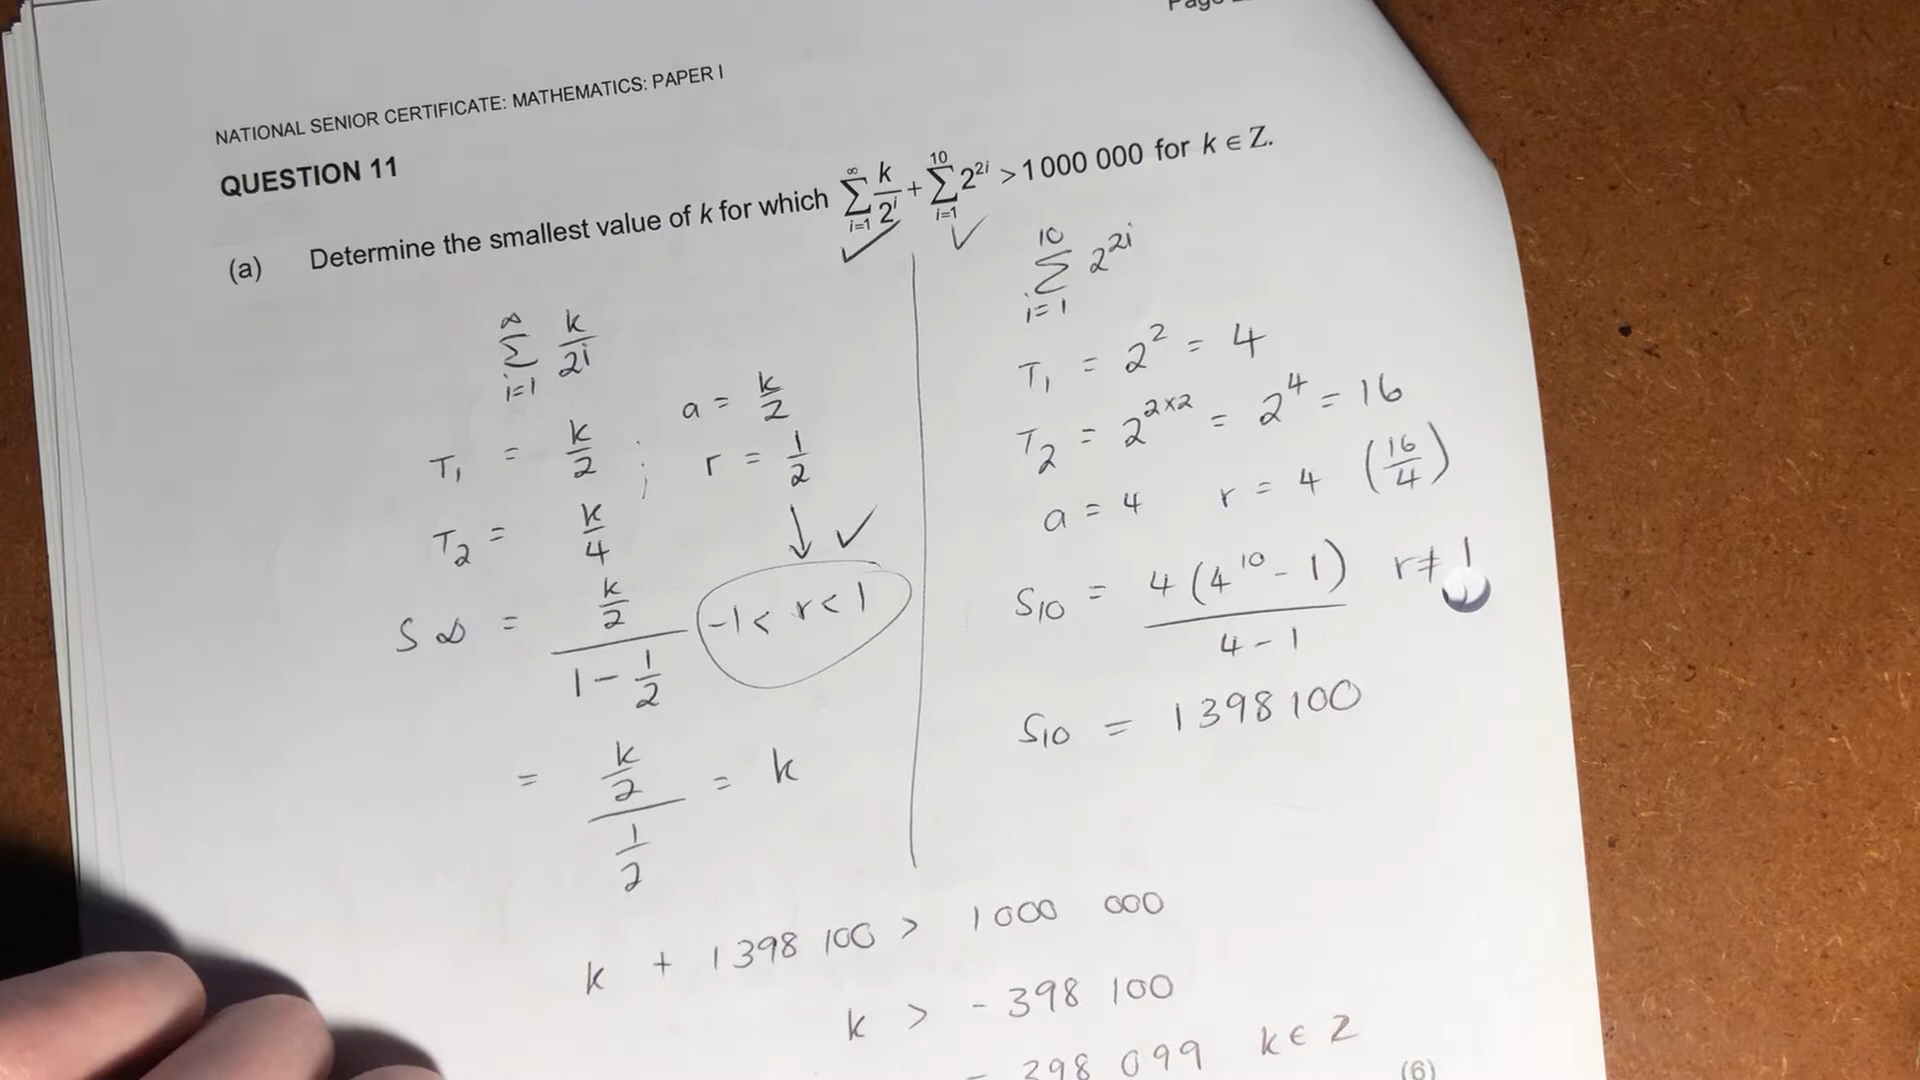 Page
NATIONAL SENIOR CERTIFICATE: MATHEMATICS: PAPER I
QUESTION 11
(a) Determine the smallest value of k for which ∑_{i=1}^{∞} k/2^i + ∑_{i=1}^{10} 2^{2i} > 1 000 000 for k ∈ Z.
∑_{i=1}^{∞} k/2i
T₁ = k/2 ; a = k/2
r = 1/2
T₂ = k/4
S∞ = (k/2)/(1 - 1/2) -1 < r < 1
= (k/2)/(1/2) = k
∑_{i=1}^{10} 2^{2i}
T₁ = 2² = 4
T₂ = 2^{2×2} = 2⁴ = 16
a = 4 r = 4 (16/4)
S₁₀ = 4(4¹⁰ - 1)/(4 - 1) r ≠ 1
S₁₀ = 1 398 100
k + 1 398 100 > 1 000 000
k > - 398 100
- 398 099 k ∈ Z
(6)